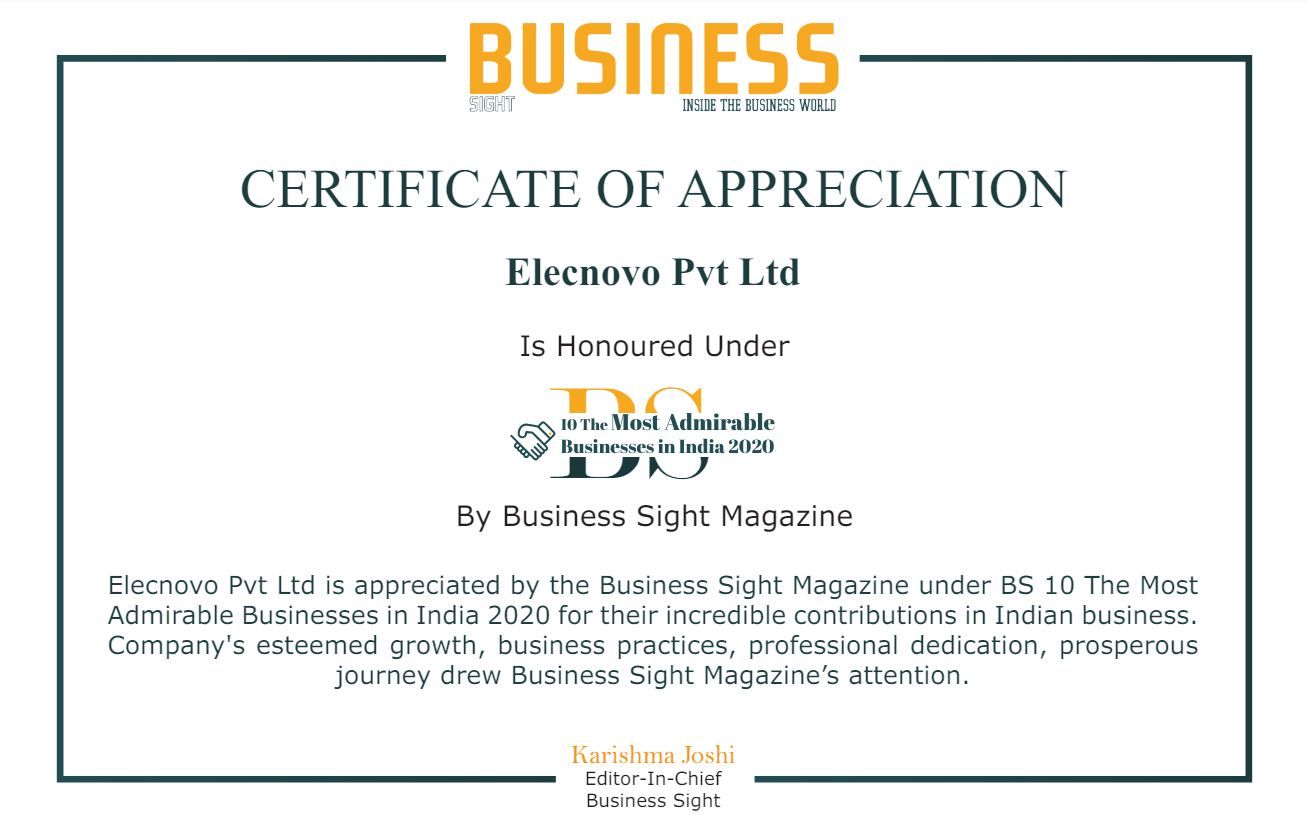 BUSINESS
SIGHT INSIDE THE BUSINESS WORLD
CERTIFICATE OF APPRECIATION
Elecnovo Pvt Ltd
Is Honoured Under
BS
10 The Most Admirable
Businesses in India 2020
By Business Sight Magazine
Elecnovo Pvt Ltd is appreciated by the Business Sight Magazine under BS 10 The Most
Admirable Businesses in India 2020 for their incredible contributions in Indian business.
Company's esteemed growth, business practices, professional dedication, prosperous
journey drew Business Sight Magazine’s attention.
Karishma Joshi
Editor-In-Chief
Business Sight